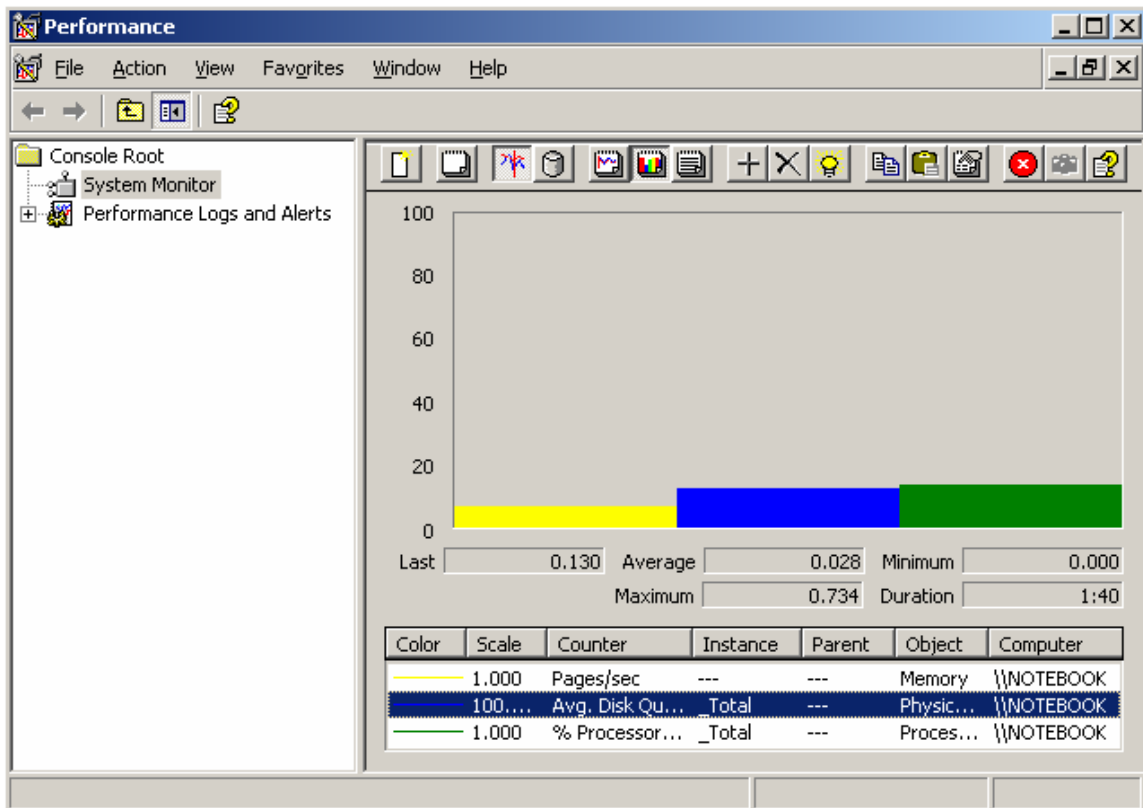 Performance
File Action View Favorites Window Help
Console Root
System Monitor
Performance Logs and Alerts
100
80
60
40
20
0
Last 0.130 Average 0.028 Minimum 0.000
Maximum 0.734 Duration 1:40
Color Scale Counter Instance Parent Object Computer
1.000 Pages/sec --- --- Memory \\NOTEBOOK
100.... Avg. Disk Qu... _Total --- Physic... \\NOTEBOOK
1.000 % Processor... _Total --- Proces... \\NOTEBOOK